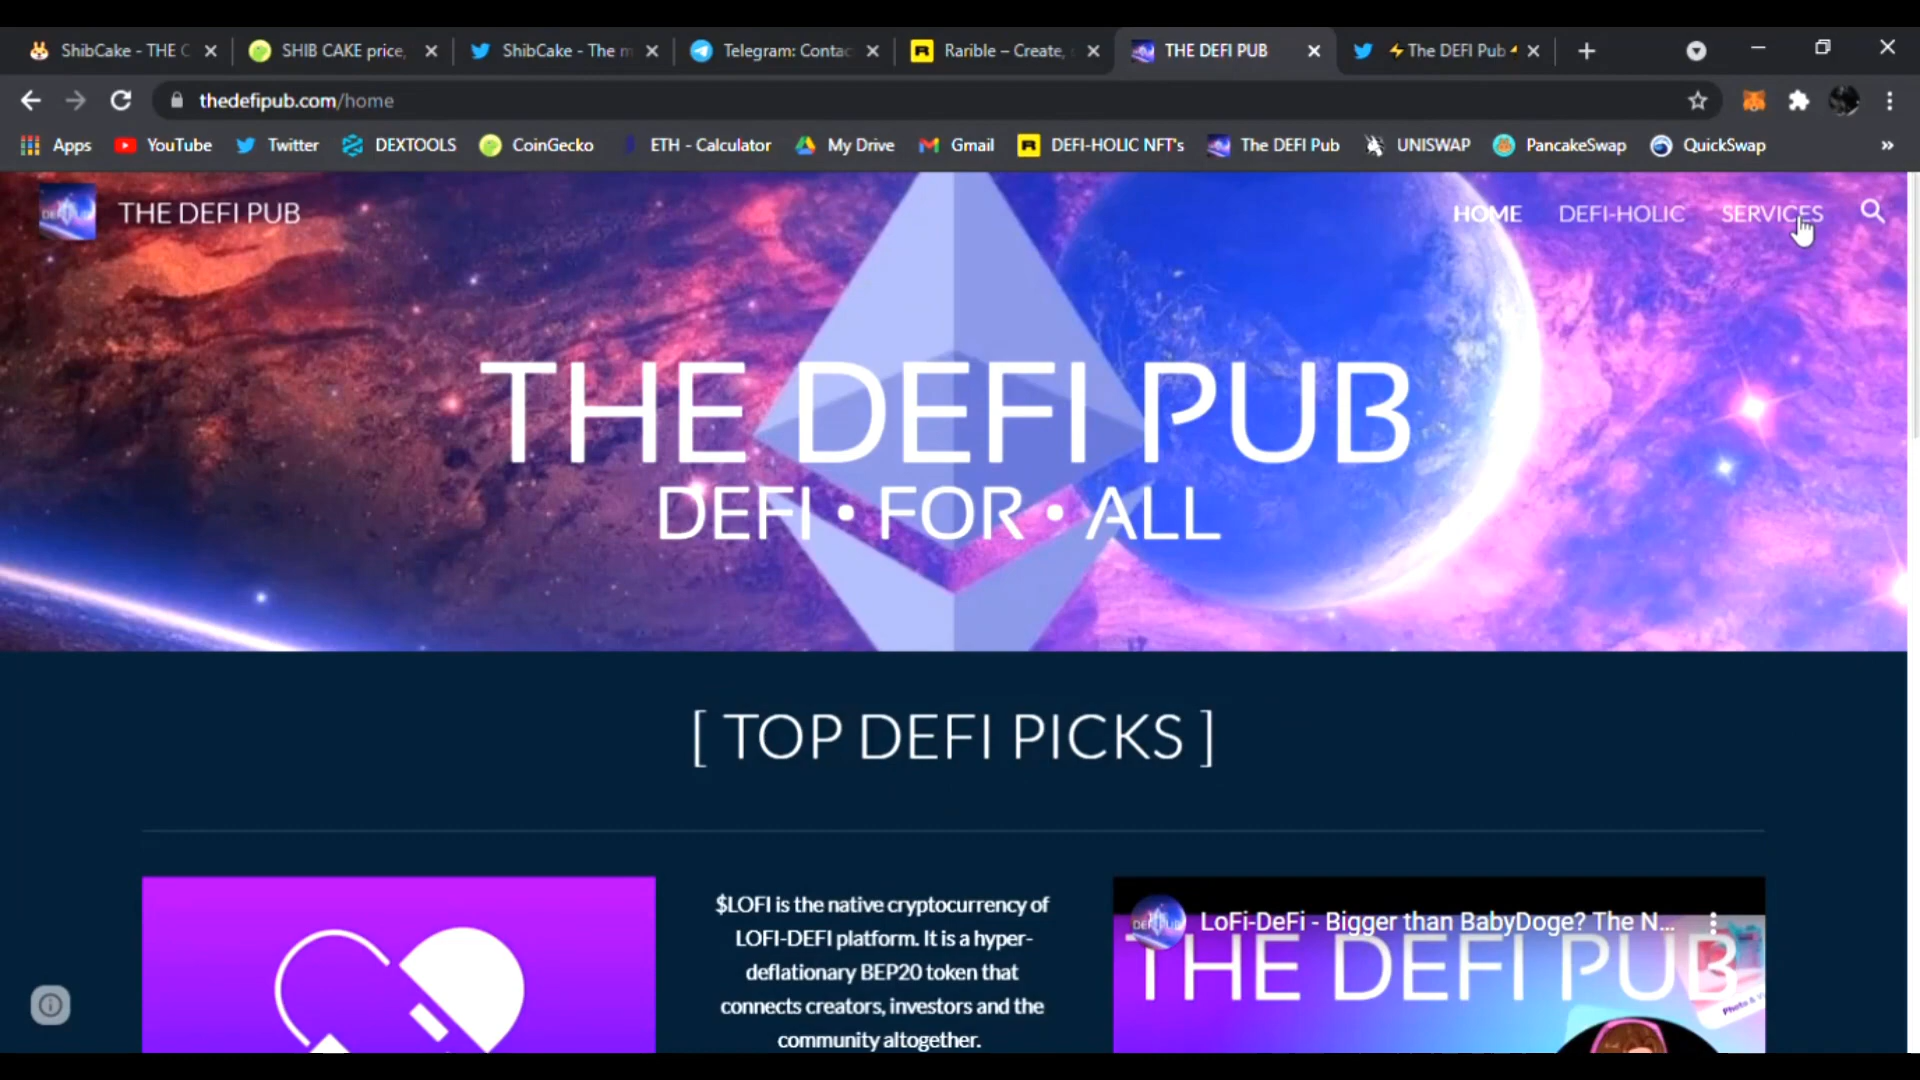 ShibCake - THE C
SHIB CAKE price,
ShibCake - The m
Telegram: Contac
Rarible – Create,
THE DEFI PUB
⚡The DEFI Pub
thedefipub.com/home
Apps
YouTube
Twitter
DEXTOOLS
CoinGecko
ETH - Calculator
My Drive
Gmail
DEFI-HOLIC NFT's
The DEFI Pub
UNISWAP
PancakeSwap
QuickSwap
»
THE DEFI PUB
HOME
DEFI-HOLIC
SERVICES
THE DEFI PUB
DEFI • FOR • ALL
[ TOP DEFI PICKS ]
$LOFI is the native cryptocurrency of
LOFI-DEFI platform. It is a hyper-
deflationary BEP20 token that
connects creators, investors and the
community altogether.
LoFi-DeFi - Bigger than BabyDoge? The N...
THE DEFI PUB